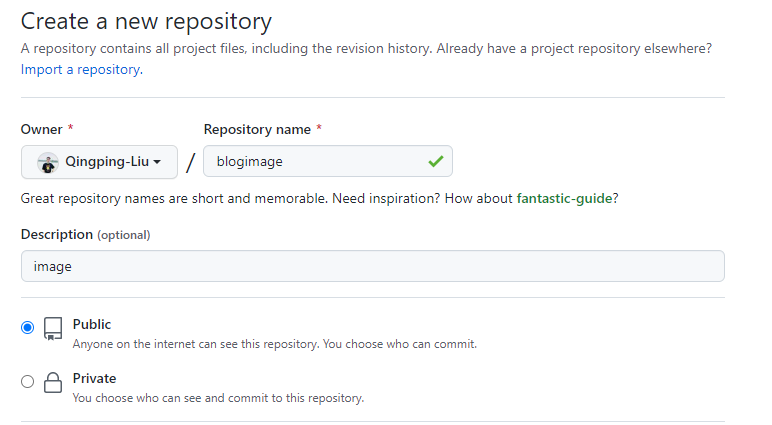 Create a new repository
A repository contains all project files, including the revision history. Already have a project repository elsewhere?
Import a repository.
Owner * Repository name *
Qingping-Liu / blogimage
Great repository names are short and memorable. Need inspiration? How about fantastic-guide?
Description (optional)
image
Public
Anyone on the internet can see this repository. You choose who can commit.
Private
You choose who can see and commit to this repository.